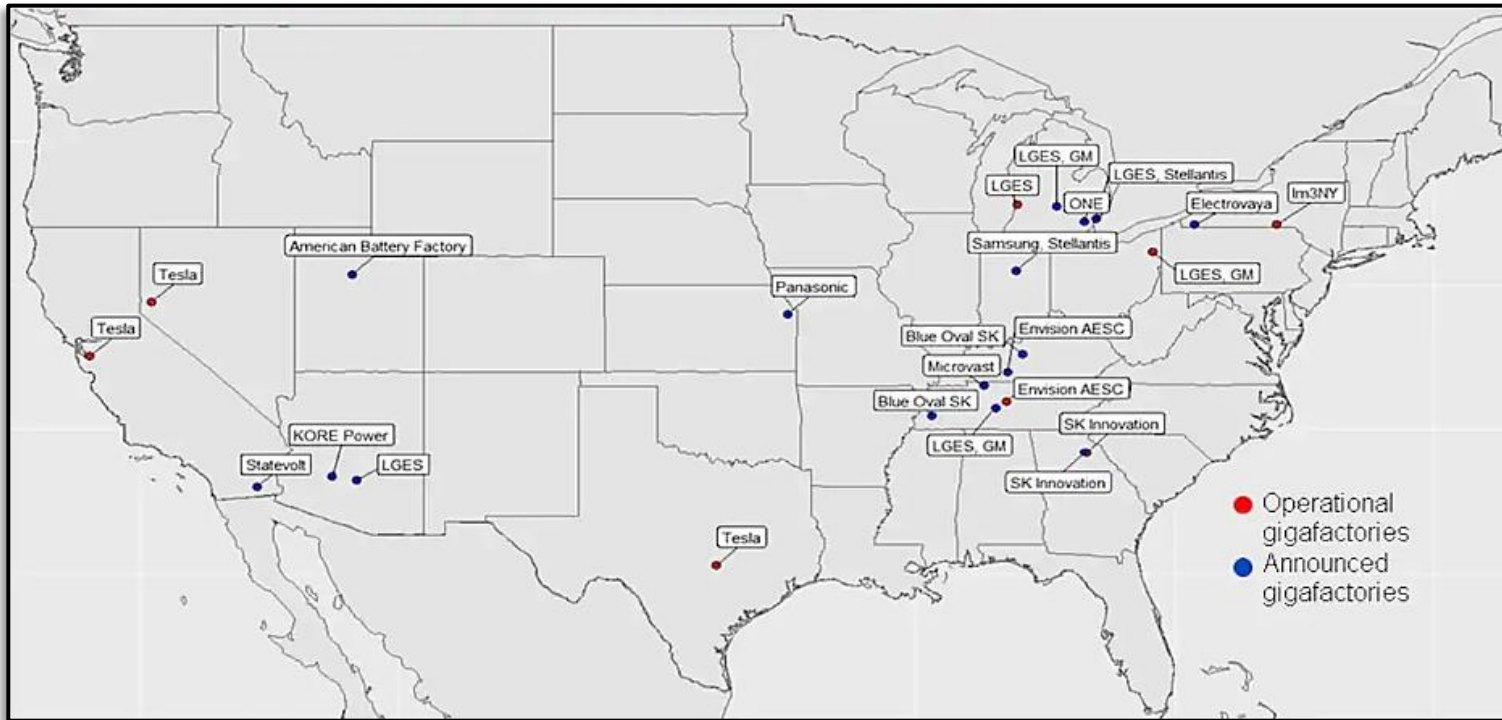 LGES, GM
LGES, Stellantis
LGES
ONE
Electrovaya
Im3NY
American Battery Factory
Samsung, Stellantis
Tesla
LGES, GM
Panasonic
Tesla
Blue Oval SK
Envision AESC
Microvast
Envision AESC
Blue Oval SK
SK Innovation
KORE Power
LGES, GM
Statevolt
LGES
SK Innovation
Operational
gigafactories
Tesla
Announced
gigafactories